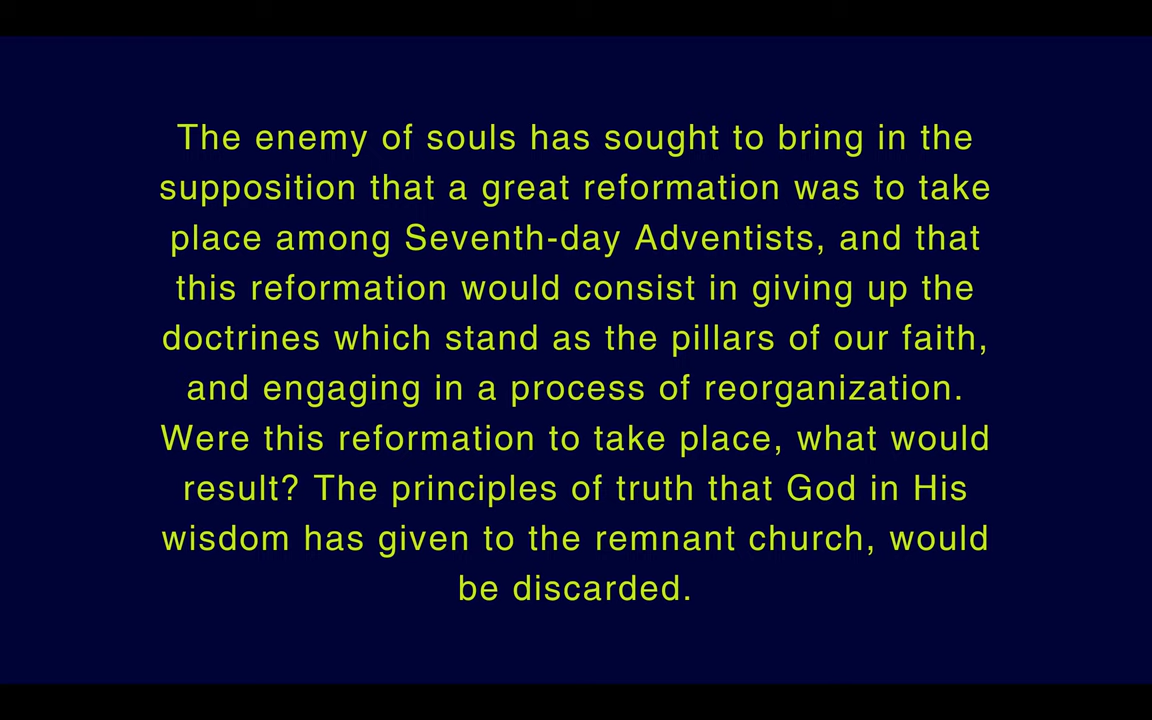 The enemy of souls has sought to bring in the
supposition that a great reformation was to take
place among Seventh-day Adventists, and that
this reformation would consist in giving up the
doctrines which stand as the pillars of our faith,
and engaging in a process of reorganization.
Were this reformation to take place, what would
result? The principles of truth that God in His
wisdom has given to the remnant church, would
be discarded.